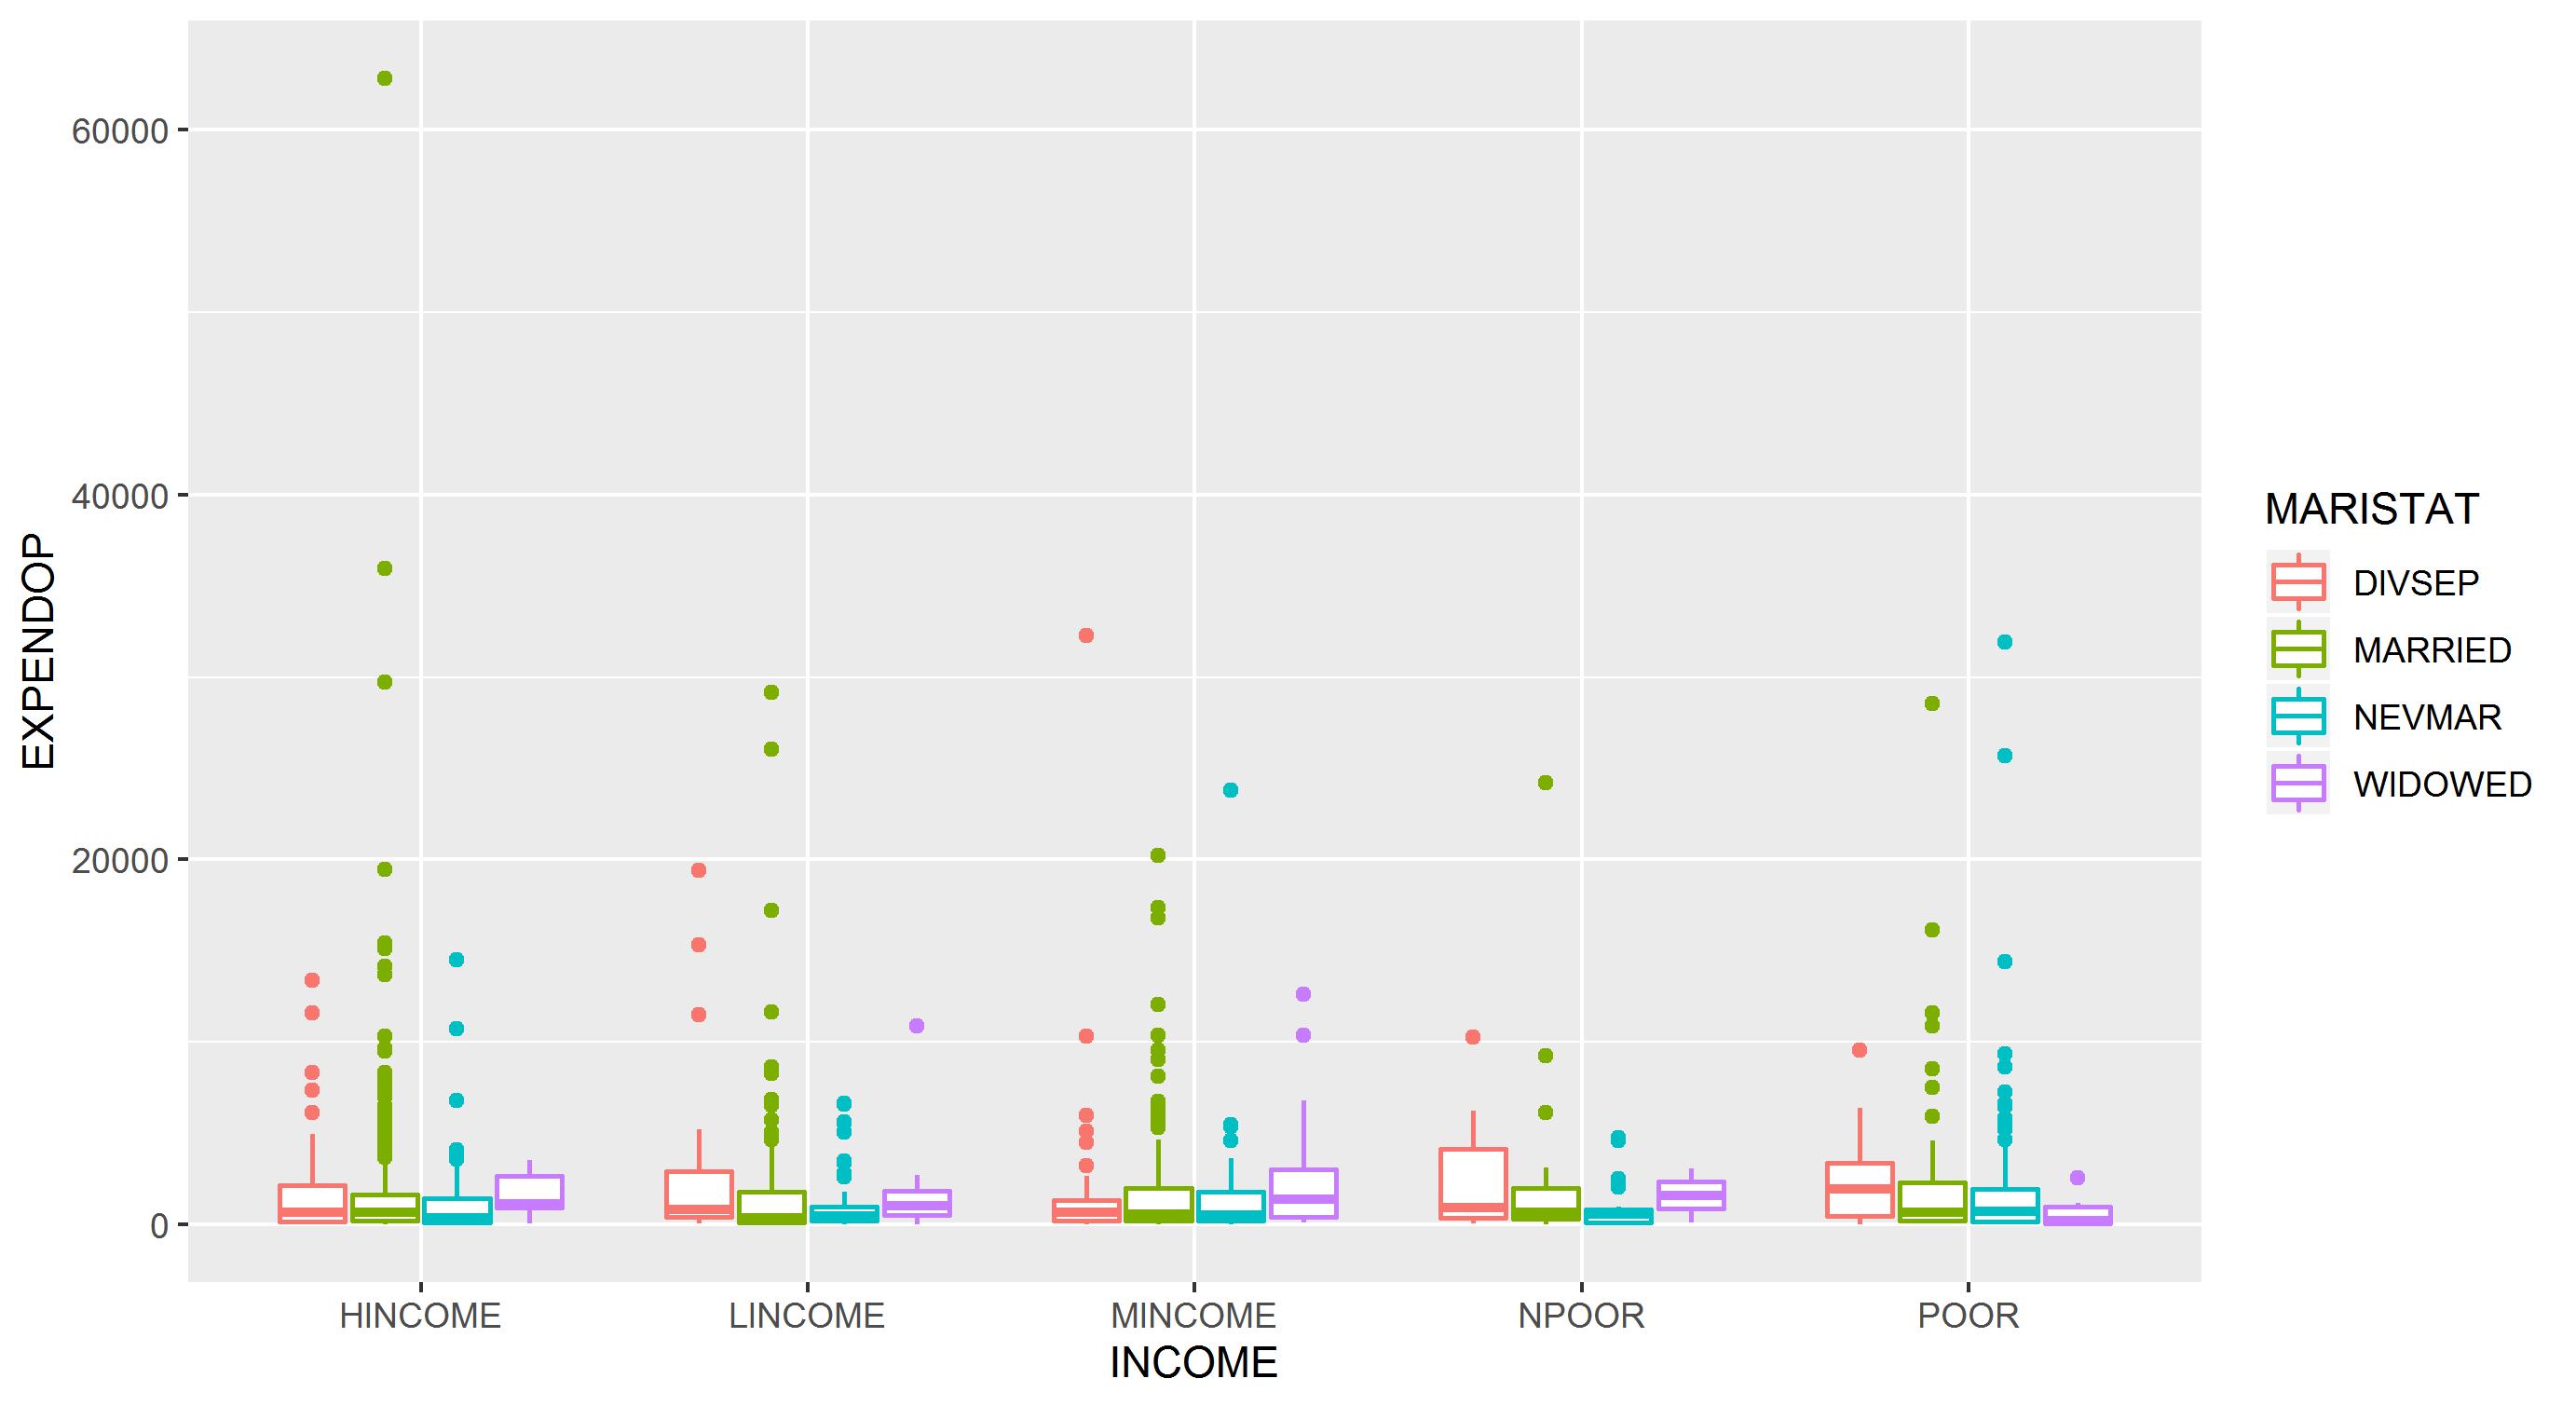 60000
40000
20000
0
EXPENDOP
HINCOME LINCOME MINCOME NPOOR POOR
INCOME
MARISTAT
DIVSEP
MARRIED
NEVMAR
WIDOWED